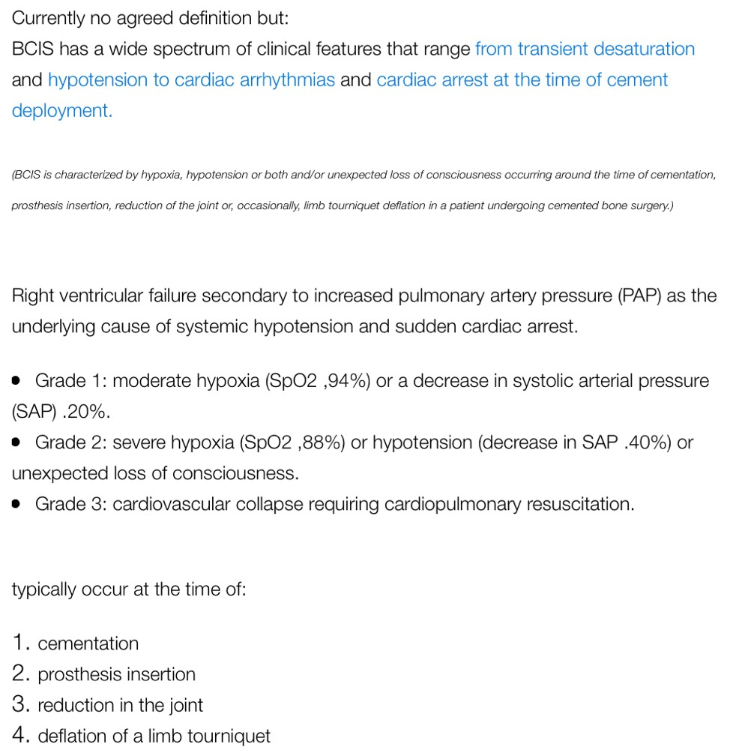 Currently no agreed definition but:
BCIS has a wide spectrum of clinical features that range from transient desaturation
and hypotension to cardiac arrhythmias and cardiac arrest at the time of cement
deployment.
(BCIS is characterized by hypoxia, hypotension or both and/or unexpected loss of consciousness occurring around the time of cementation,
prosthesis insertion, reduction of the joint or, occasionally, limb tourniquet deflation in a patient undergoing cemented bone surgery.)
Right ventricular failure secondary to increased pulmonary artery pressure (PAP) as the
underlying cause of systemic hypotension and sudden cardiac arrest.
● Grade 1: moderate hypoxia (SpO2 ,94%) or a decrease in systolic arterial pressure
(SAP) .20%.
● Grade 2: severe hypoxia (SpO2 ,88%) or hypotension (decrease in SAP .40%) or
unexpected loss of consciousness.
● Grade 3: cardiovascular collapse requiring cardiopulmonary resuscitation.
typically occur at the time of:
1. cementation
2. prosthesis insertion
3. reduction in the joint
4. deflation of a limb tourniquet